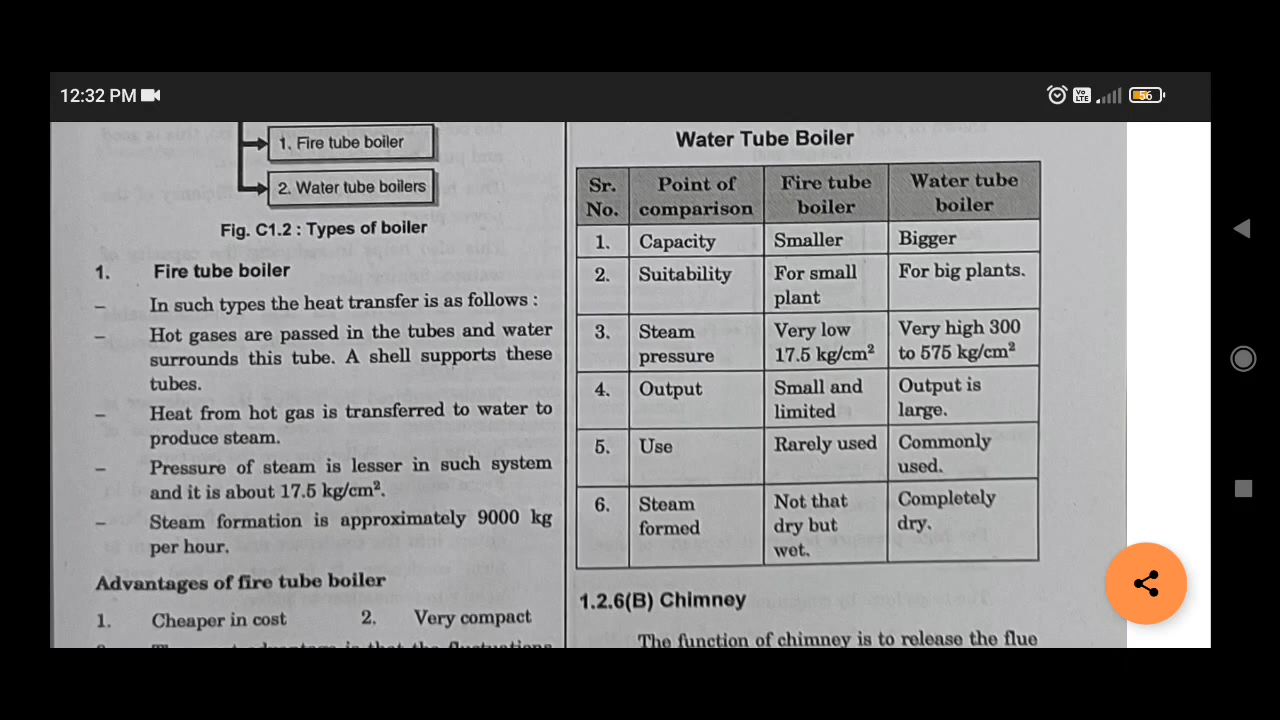 12:32 PM
Vo
LTE
56
1. Fire tube boiler
2. Water tube boilers
Fig. C1.2 : Types of boiler
1. Fire tube boiler
– In such types the heat transfer is as follows :
– Hot gases are passed in the tubes and water
surrounds this tube. A shell supports these
tubes.
– Heat from hot gas is transferred to water to
produce steam.
– Pressure of steam is lesser in such system
and it is about 17.5 kg/cm².
– Steam formation is approximately 9000 kg
per hour.
Advantages of fire tube boiler
1. Cheaper in cost 2. Very compact
Water Tube Boiler
Sr. Point of Fire tube Water tube
No. comparison boiler boiler
1. Capacity Smaller Bigger
2. Suitability For small For big plants.
plant
3. Steam Very low Very high 300
pressure 17.5 kg/cm² to 575 kg/cm²
4. Output Small and Output is
limited large.
5. Use Rarely used Commonly
used.
6. Steam Not that Completely
formed dry but dry.
wet.
1.2.6(B) Chimney
The function of chimney is to release the flue